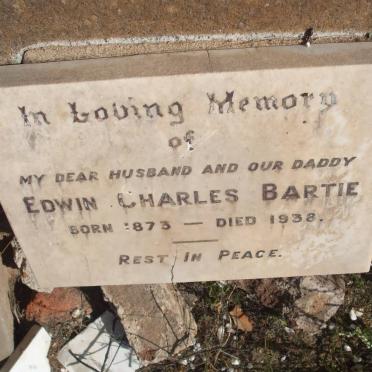 In Loving Memory
of
MY DEAR HUSBAND AND OUR DADDY
EDWIN CHARLES BARTIE
BORN 1873 — DIED 1938.
REST IN PEACE.